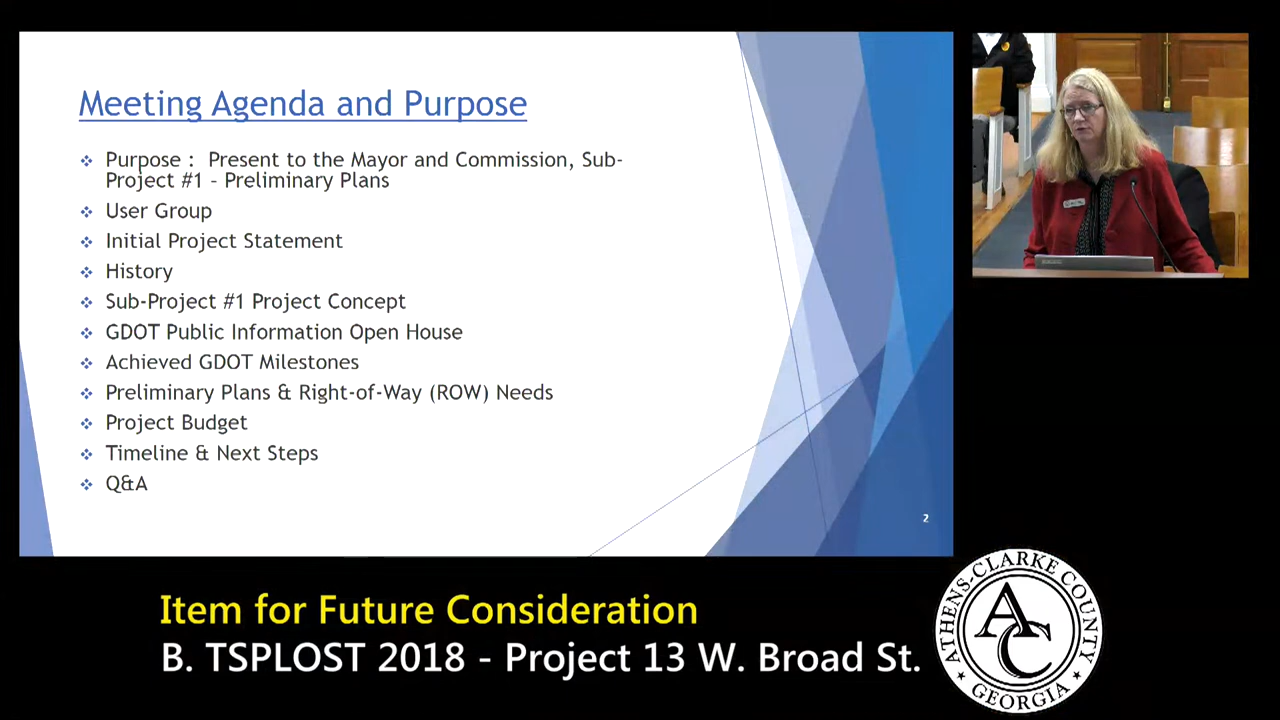 Meeting Agenda and Purpose
Purpose : Present to the Mayor and Commission, Sub-
Project #1 – Preliminary Plans
User Group
Initial Project Statement
History
Sub-Project #1 Project Concept
GDOT Public Information Open House
Achieved GDOT Milestones
Preliminary Plans & Right-of-Way (ROW) Needs
Project Budget
Timeline & Next Steps
Q&A
2
Item for Future Consideration
B. TSPLOST 2018 - Project 13 W. Broad St.
ATHENS-CLARKE COUNTY
AC
GEORGIA